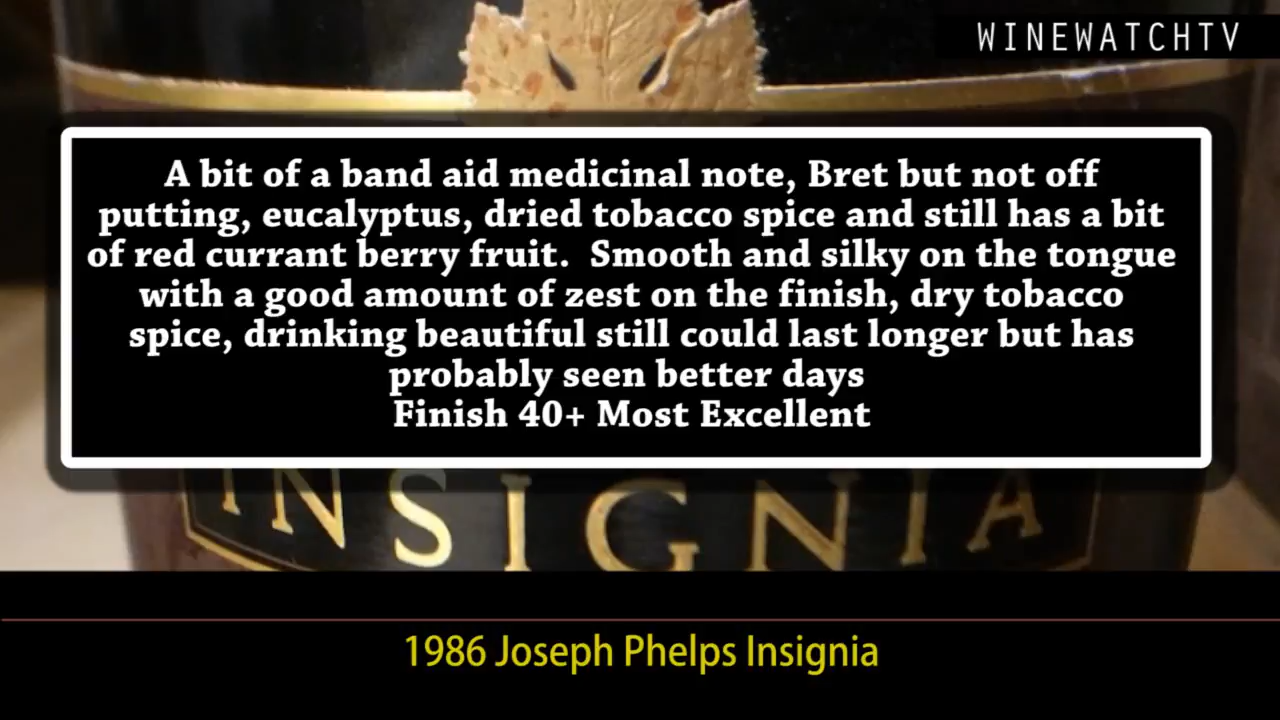 WINEWATCHTV
A bit of a band aid medicinal note, Bret but not off
putting, eucalyptus, dried tobacco spice and still has a bit
of red currant berry fruit.  Smooth and silky on the tongue
with a good amount of zest on the finish, dry tobacco
spice, drinking beautiful still could last longer but has
probably seen better days
Finish 40+ Most Excellent
INSIGNIA
1986 Joseph Phelps Insignia